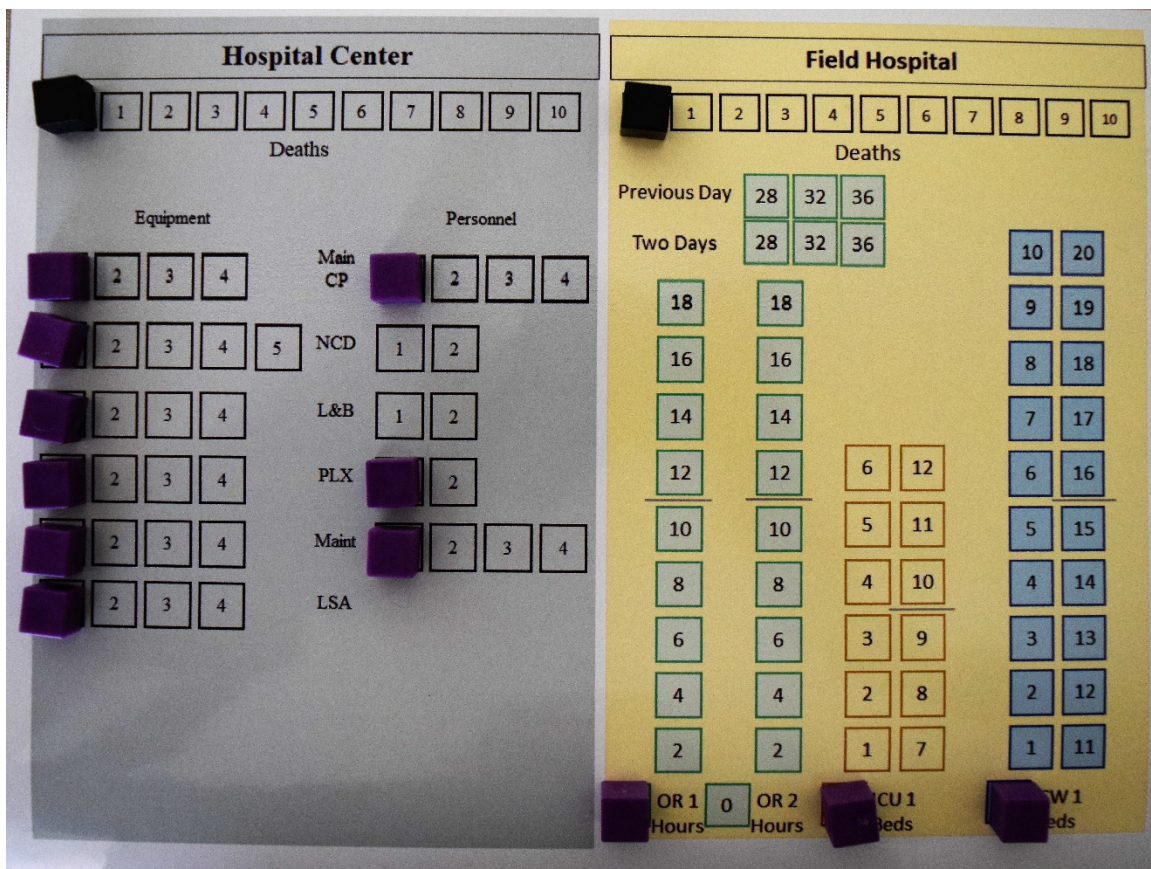 Hospital Center
1 2 3 4 5 6 7 8 9 10
Deaths
Equipment Personnel
2 3 4 Main CP 2 3 4
2 3 4 5 NCD 1 2
2 3 4 L&B 1 2
2 3 4 PLX 2
2 3 4 Maint 2 3 4
2 3 4 LSA
Field Hospital
1 2 3 4 5 6 7 8 9 10
Deaths
Previous Day 28 32 36
Two Days 28 32 36
10 20
18 18 9 19
16 16 8 18
14 14 7 17
12 12 6 12 6 16
10 10 5 11 5 15
8 8 4 10 4 14
6 6 3 9 3 13
4 4 2 8 2 12
2 2 1 7 1 11
OR 1 0 OR 2 CU 1 W 1
Hours Hours Beds eds